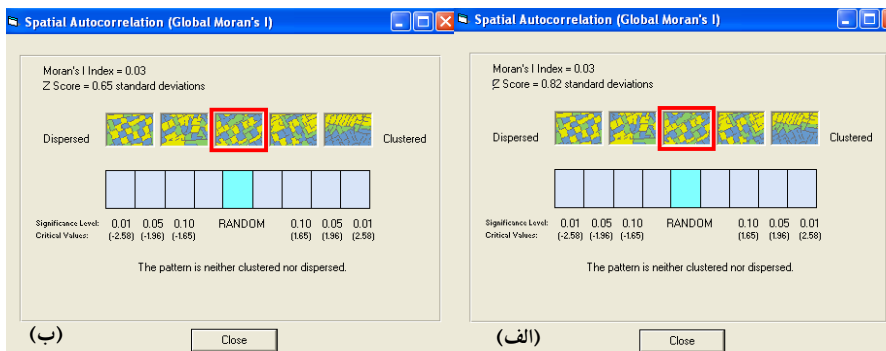 Spatial Autocorrelation (Global Moran's I)
Moran's I Index = 0.03
Z Score = 0.65 standard deviations
Dispersed
Clustered
Significance Level: 0.01 0.05 0.10 RANDOM 0.10 0.05 0.01
Critical Values: (-2.58) (-1.96) (-1.65) (1.65) (1.96) (2.58)
The pattern is neither clustered nor dispersed.
(ب)
Close
Spatial Autocorrelation (Global Moran's I)
Moran's I Index = 0.03
Z Score = 0.82 standard deviations
Dispersed
Clustered
Significance Level: 0.01 0.05 0.10 RANDOM 0.10 0.05 0.01
Critical Values: (-2.58) (-1.96) (-1.65) (1.65) (1.96) (2.58)
The pattern is neither clustered nor dispersed.
(الف)
Close